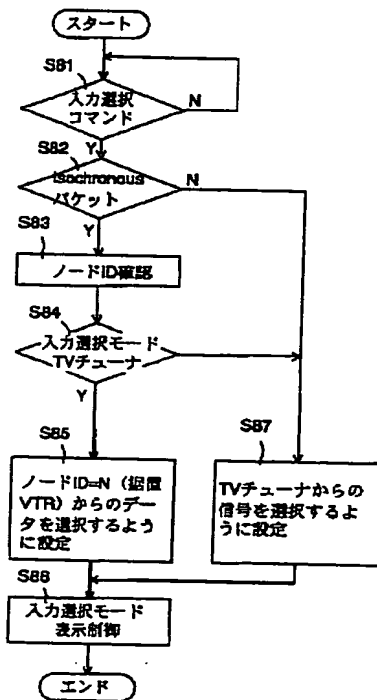 スタート
S81
入力選択
コマンド
N
Y
S82
isochronous
パケット
N
Y
S83
ノードID確認
S84
入力選択モード
TVチューナ
Y
S85
ノードID=N（据置
VTR）からのデー
タを選択するよう
に設定
S87
TVチューナからの
信号を選択するよ
うに設定
S88
入力選択モード
表示制御
エンド